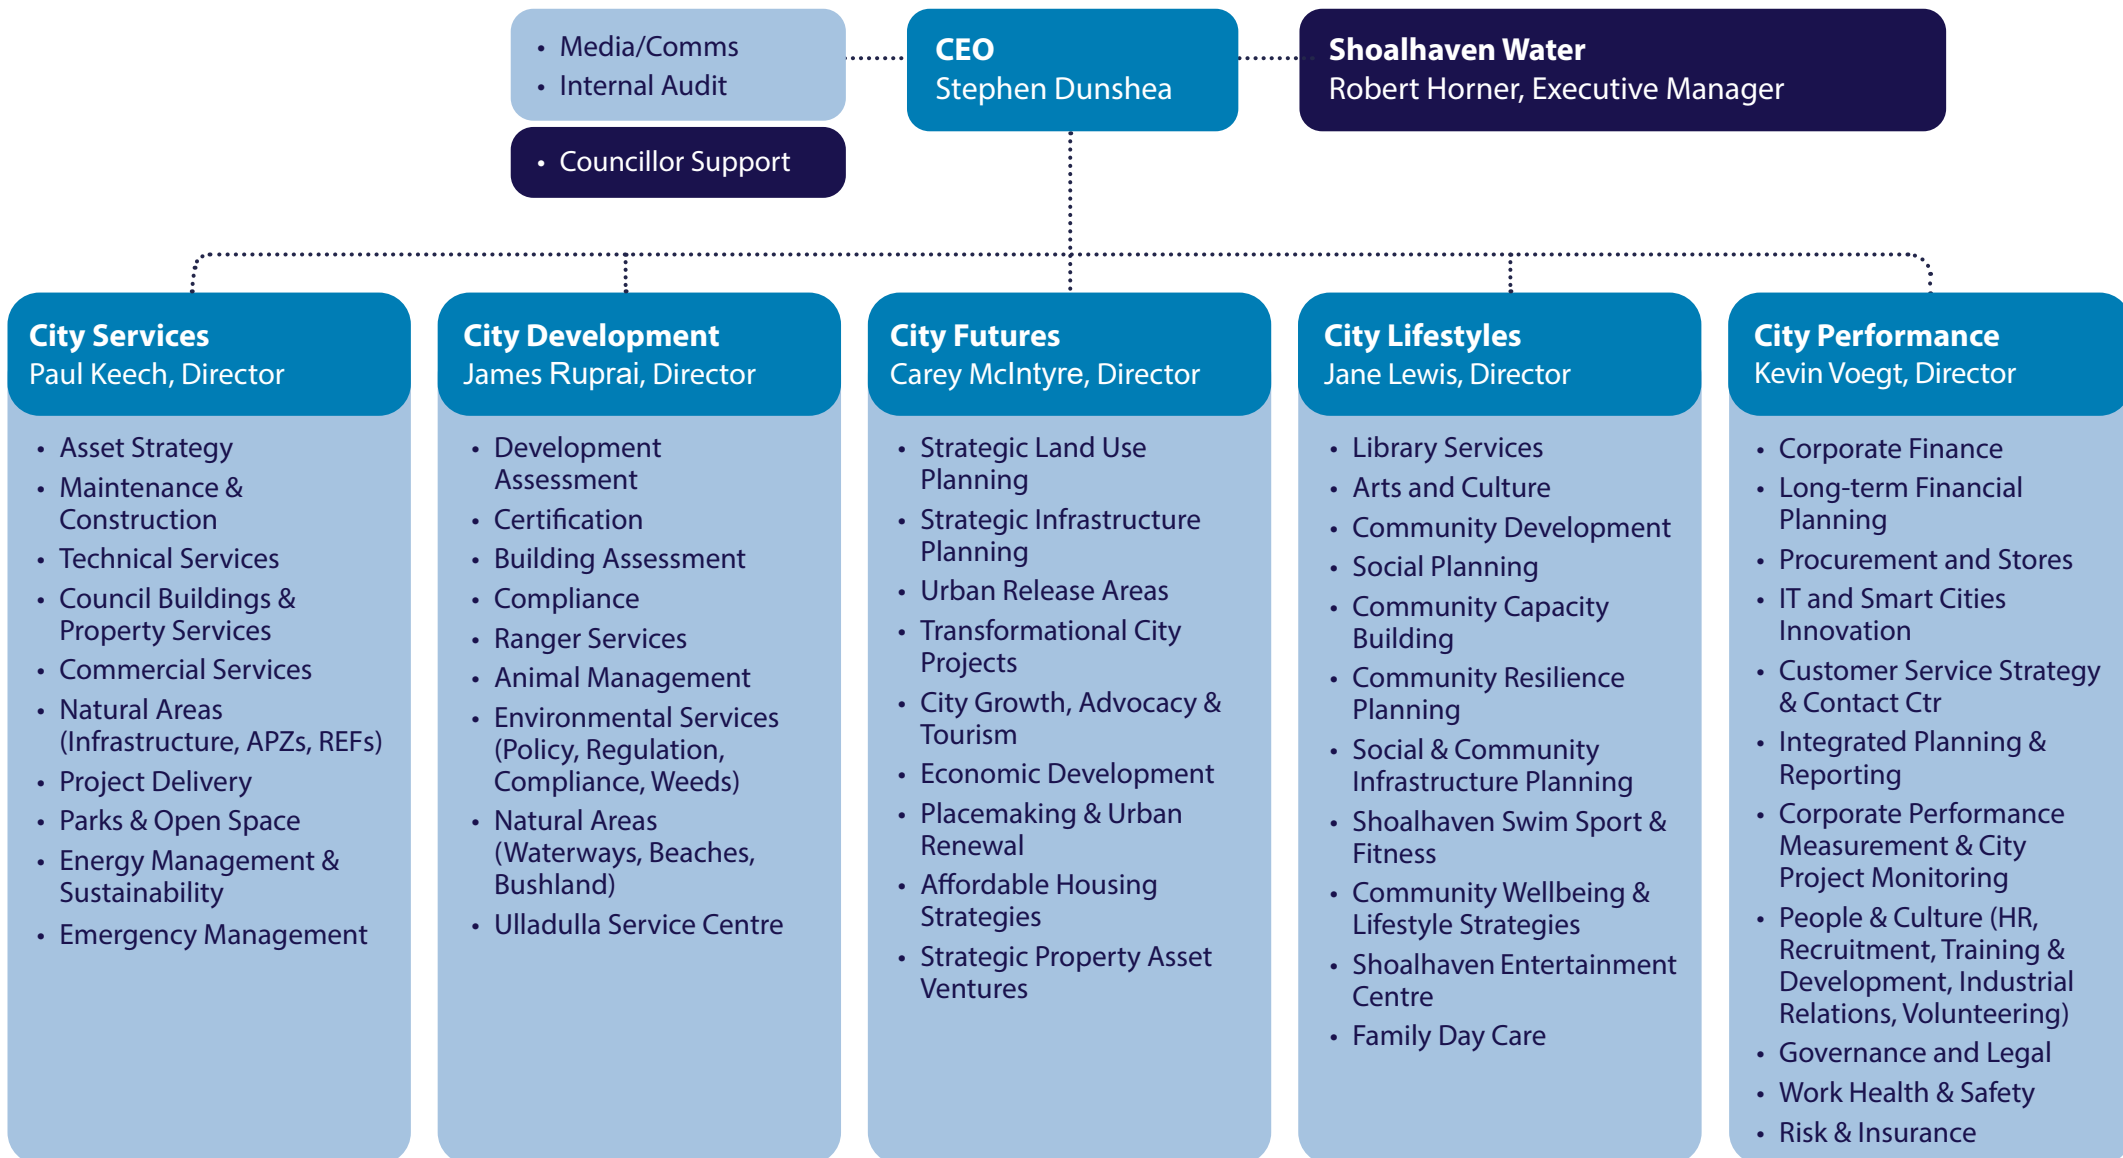 • Media/Comms
• Internal Audit
• Councillor Support
CEO
Stephen Dunshea
Shoalhaven Water
Robert Horner, Executive Manager
City Services
Paul Keech, Director
• Asset Strategy
• Maintenance &
Construction
• Technical Services
• Council Buildings &
Property Services
• Commercial Services
• Natural Areas
(Infrastructure, APZs, REFs)
• Project Delivery
• Parks & Open Space
• Energy Management &
Sustainability
• Emergency Management
City Development
James Ruprai, Director
• Development
Assessment
• Certification
• Building Assessment
• Compliance
• Ranger Services
• Animal Management
• Environmental Services
(Policy, Regulation,
Compliance, Weeds)
• Natural Areas
(Waterways, Beaches,
Bushland)
• Ulladulla Service Centre
City Futures
Carey McIntyre, Director
• Strategic Land Use
Planning
• Strategic Infrastructure
Planning
• Urban Release Areas
• Transformational City
Projects
• City Growth, Advocacy &
Tourism
• Economic Development
• Placemaking & Urban
Renewal
• Affordable Housing
Strategies
• Strategic Property Asset
Ventures
City Lifestyles
Jane Lewis, Director
• Library Services
• Arts and Culture
• Community Development
• Social Planning
• Community Capacity
Building
• Community Resilience
Planning
• Social & Community
Infrastructure Planning
• Shoalhaven Swim Sport &
Fitness
• Community Wellbeing &
Lifestyle Strategies
• Shoalhaven Entertainment
Centre
• Family Day Care
City Performance
Kevin Voegt, Director
• Corporate Finance
• Long-term Financial
Planning
• Procurement and Stores
• IT and Smart Cities
Innovation
• Customer Service Strategy
& Contact Ctr
• Integrated Planning &
Reporting
• Corporate Performance
Measurement & City
Project Monitoring
• People & Culture (HR,
Recruitment, Training &
Development, Industrial
Relations, Volunteering)
• Governance and Legal
• Work Health & Safety
• Risk & Insurance